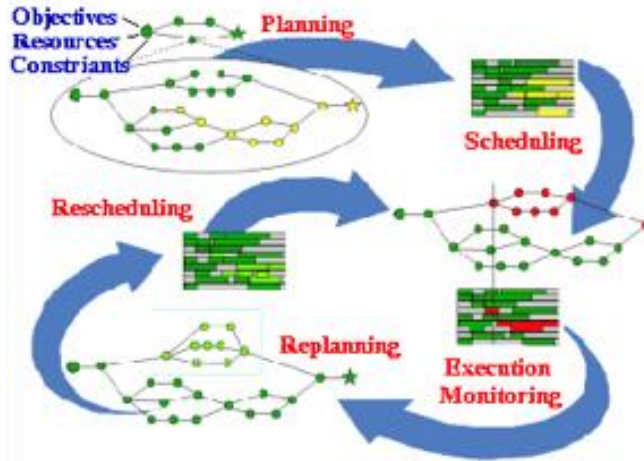 Objectives
Resources
Constriants
Planning
Scheduling
Rescheduling
Replanning
Execution
Monitoring